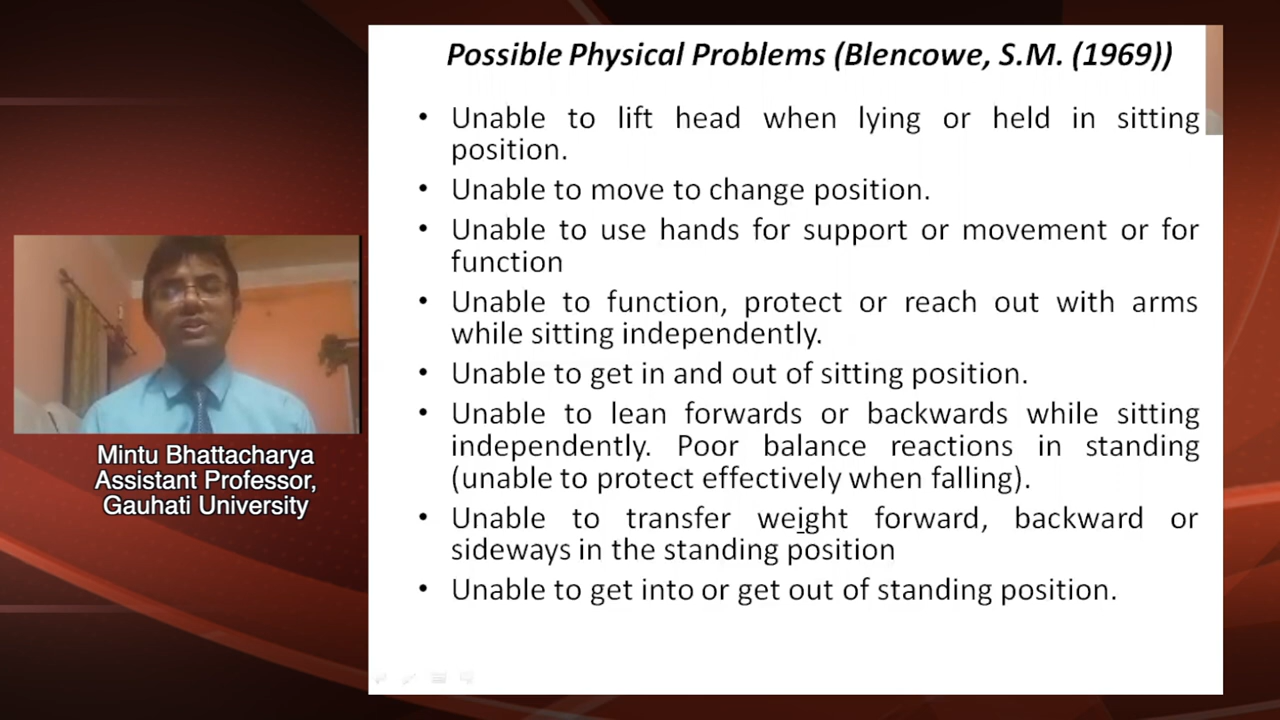 Possible Physical Problems (Blencowe, S.M. (1969))
• Unable to lift head when lying or held in sitting
position.
• Unable to move to change position.
• Unable to use hands for support or movement or for
function
• Unable to function, protect or reach out with arms
while sitting independently.
• Unable to get in and out of sitting position.
• Unable to lean forwards or backwards while sitting
independently. Poor balance reactions in standing
(unable to protect effectively when falling).
• Unable to transfer weight forward, backward or
sideways in the standing position
• Unable to get into or get out of standing position.
Mintu Bhattacharya
Assistant Professor,
Gauhati University